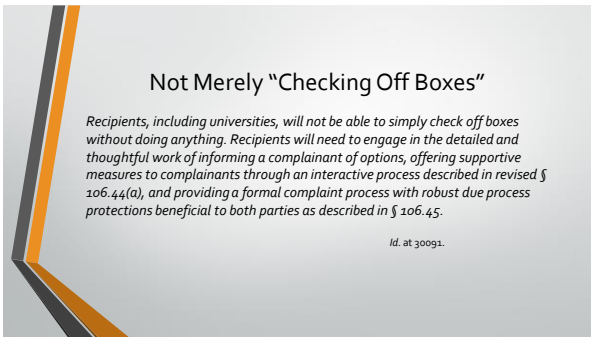 Not Merely “Checking Off Boxes”
Recipients, including universities, will not be able to simply check off boxes
without doing anything. Recipients will need to engage in the detailed and
thoughtful work of informing a complainant of options, offering supportive
measures to complainants through an interactive process described in revised §
106.44(a), and providing a formal complaint process with robust due process
protections beneficial to both parties as described in § 106.45.
Id. at 30091.